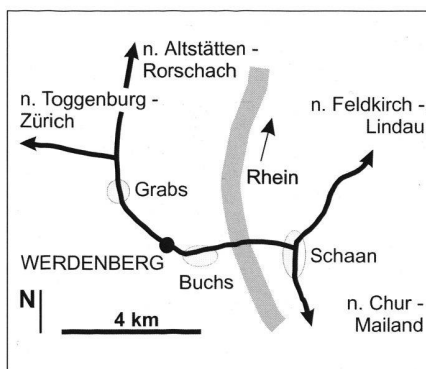 n. Altstätten -
Rorschach
n. Toggenburg -
Zürich
n. Feldkirch -
Lindau
Rhein
Grabs
WERDENBERG
Buchs
Schaan
N
4 km
n. Chur -
Mailand